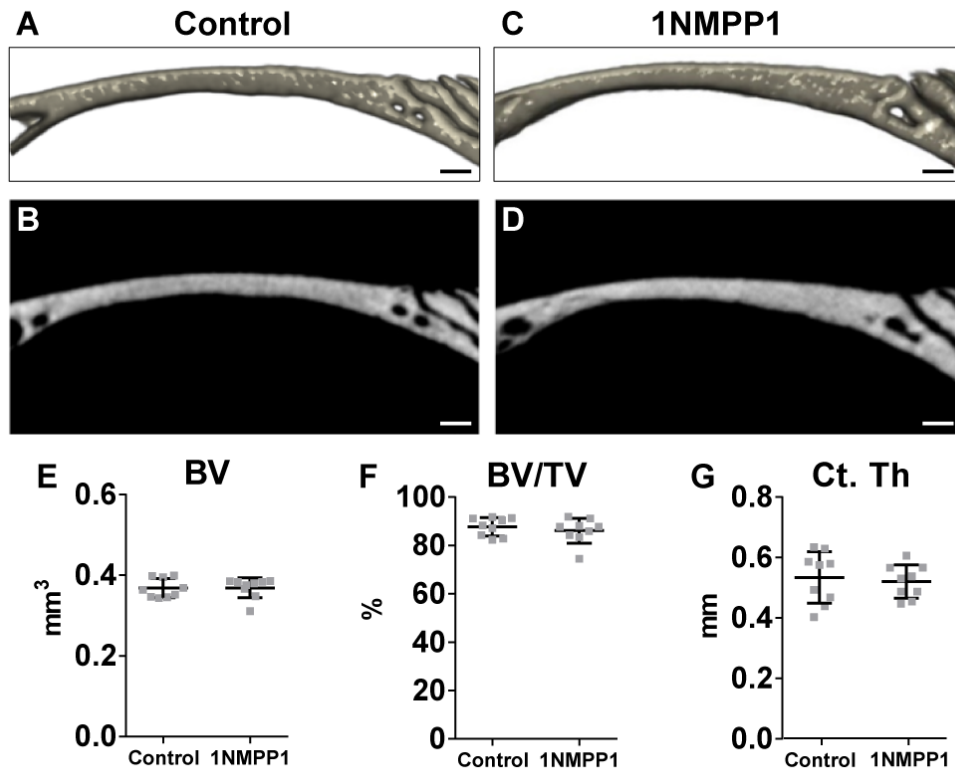 A Control C 1NMPP1
B D
E BV F BV/TV G Ct. Th
mm³
0.6
0.4
0.2
0.0
Control 1NMPP1
%
100
80
60
40
20
0
Control 1NMPP1
mm
0.8
0.6
0.4
0.2
0.0
Control 1NMPP1